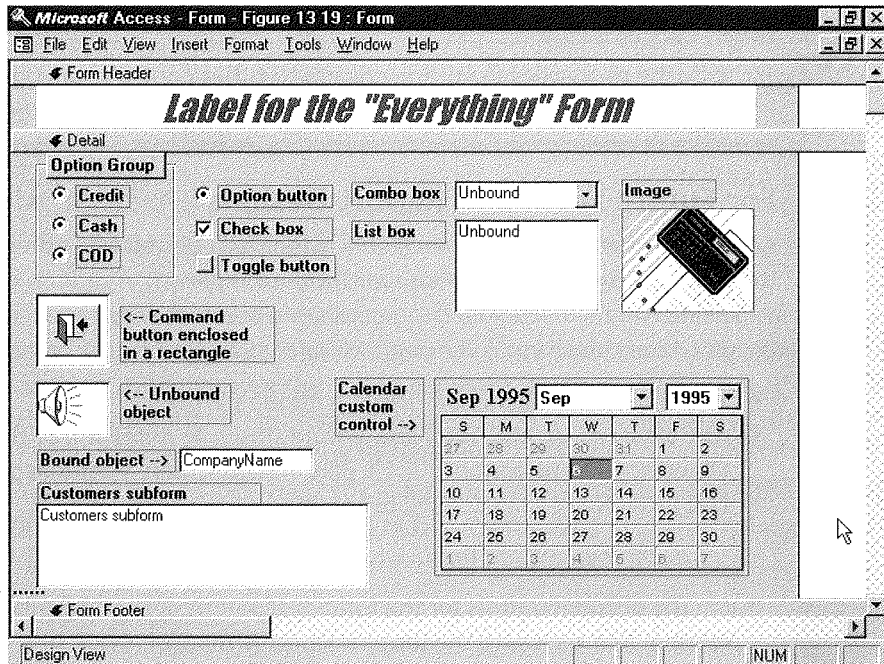 Microsoft Access - Form - Figure 13 19 : Form
File Edit View Insert Format Tools Window Help
Form Header
Label for the "Everything" Form
Detail
Option Group
Credit
Cash
COD
Option button
Check box
Toggle button
Combo box
Unbound
List box
Unbound
Image
<-- Command
button enclosed
in a rectangle
<-- Unbound
object
Calendar
custom
control -->
Sep 1995 Sep 1995
S M T W T F S
27 28 29 30 31 1 2
3 4 5 6 7 8 9
10 11 12 13 14 15 16
17 18 19 20 21 22 23
24 25 26 27 28 29 30
1 2 3 4 5 6 7
Bound object --> CompanyName
Customers subform
Customers subform
Form Footer
Design View NUM